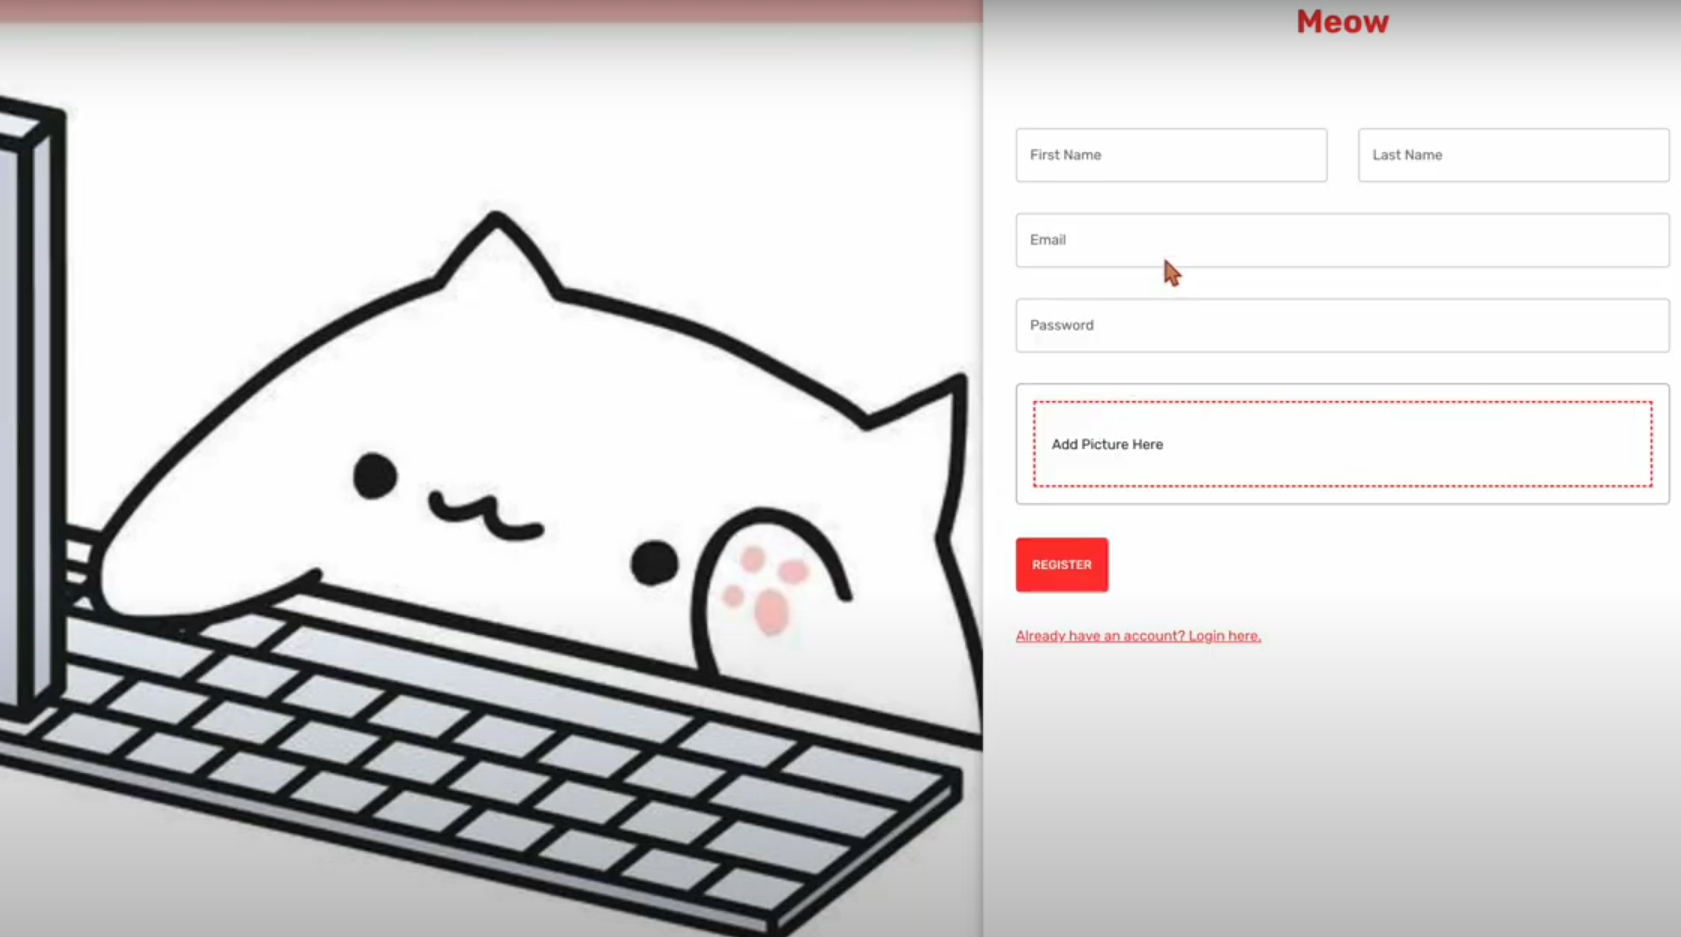 Meow
First Name
Last Name
Email
Password
Add Picture Here
REGISTER
Already have an account? Login here.